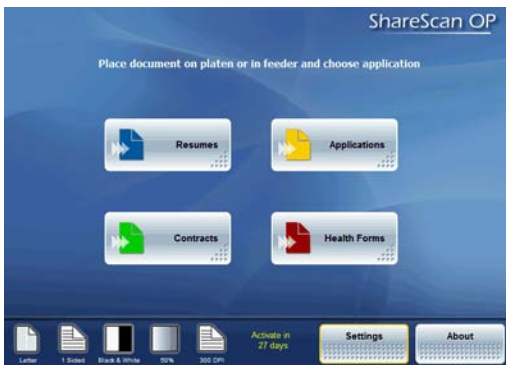 ShareScan OP
Place document on platen or in feeder and choose application
Resumes
Applications
Contracts
Health Forms
Letter
1 Sided
Black & White
50%
300 DPI
Activate in
27 days
Settings
About